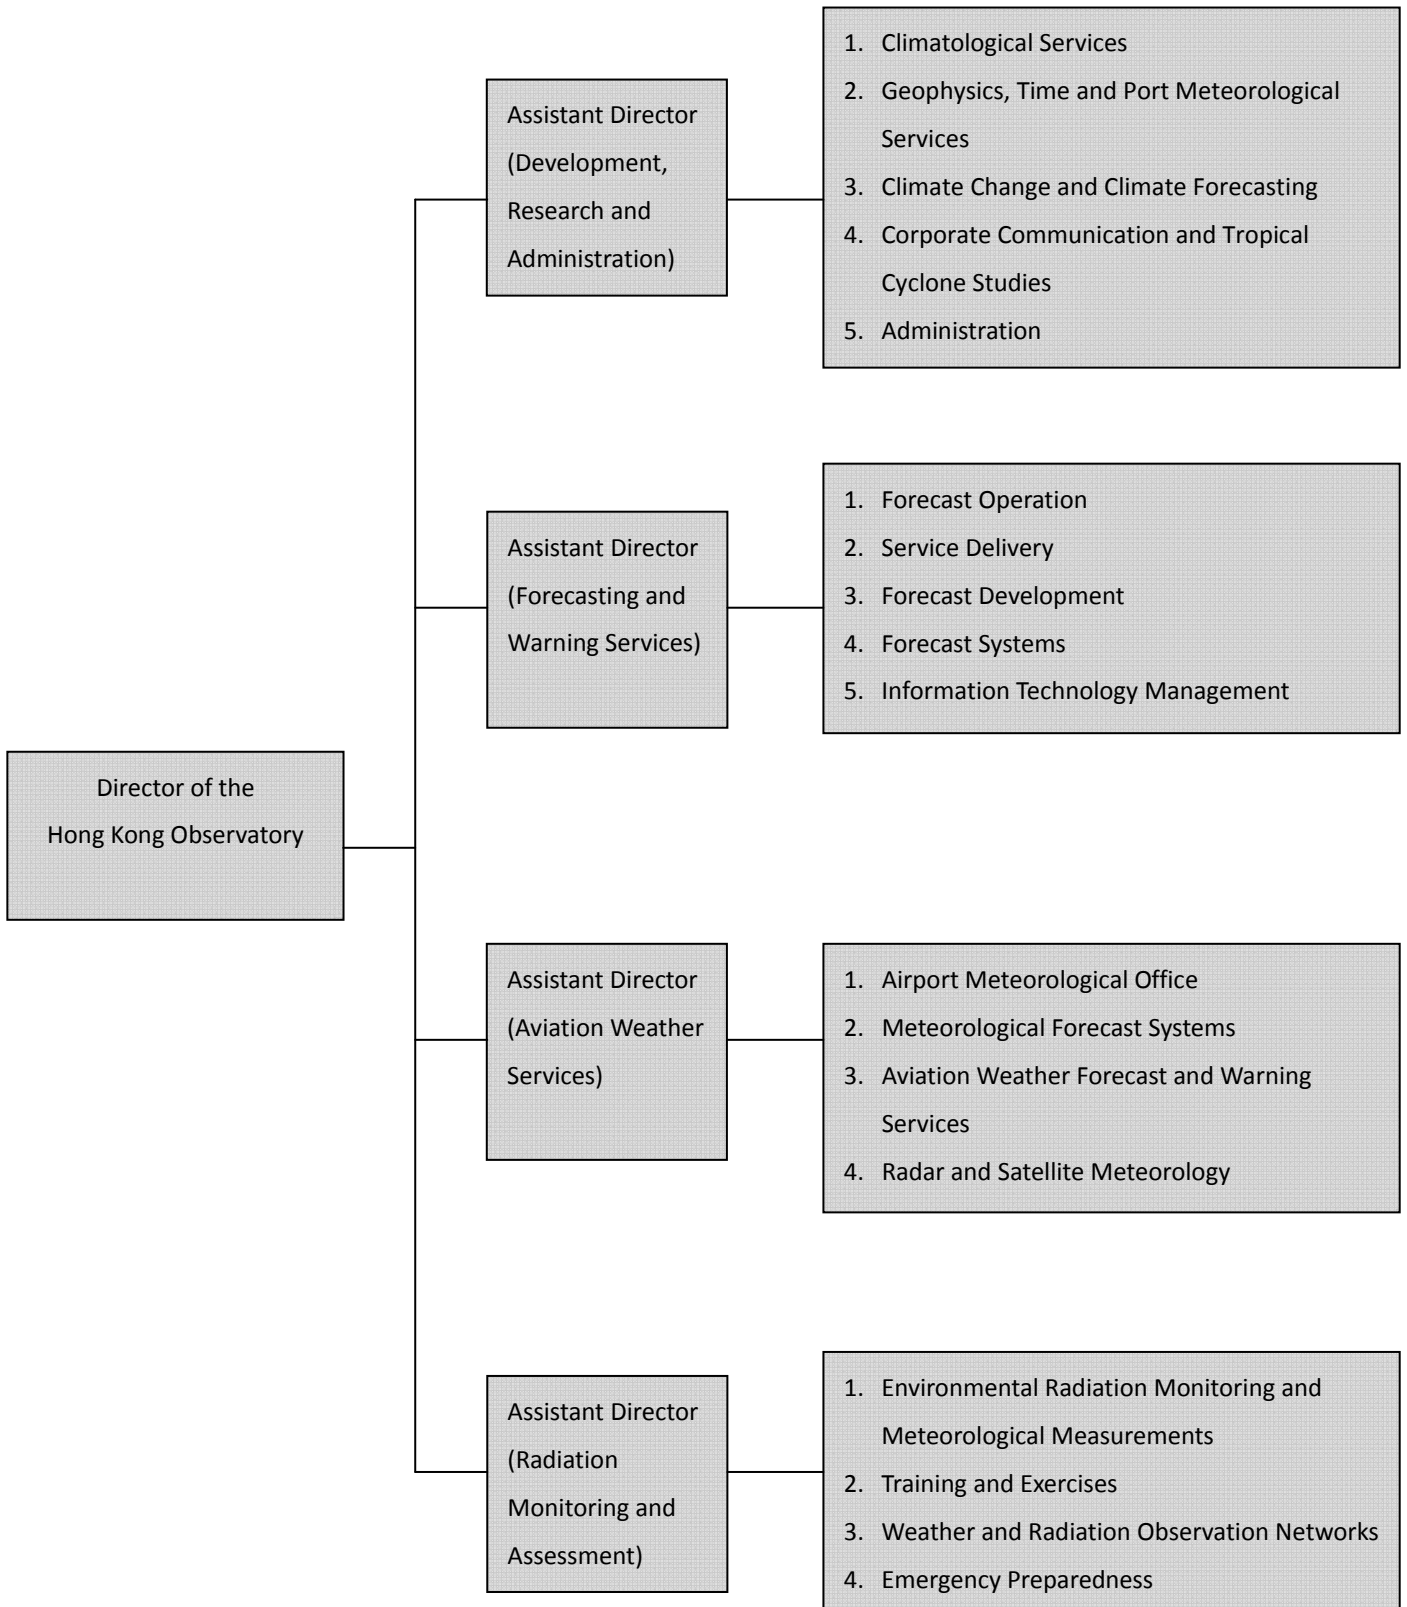 Assistant Director
(Development,
Research and
Administration)
1. Climatological Services
2. Geophysics, Time and Port Meteorological
Services
3. Climate Change and Climate Forecasting
4. Corporate Communication and Tropical
Cyclone Studies
5. Administration
Assistant Director
(Forecasting and
Warning Services)
1. Forecast Operation
2. Service Delivery
3. Forecast Development
4. Forecast Systems
5. Information Technology Management
Director of the
Hong Kong Observatory
Assistant Director
(Aviation Weather
Services)
1. Airport Meteorological Office
2. Meteorological Forecast Systems
3. Aviation Weather Forecast and Warning
Services
4. Radar and Satellite Meteorology
Assistant Director
(Radiation
Monitoring and
Assessment)
1. Environmental Radiation Monitoring and
Meteorological Measurements
2. Training and Exercises
3. Weather and Radiation Observation Networks
4. Emergency Preparedness